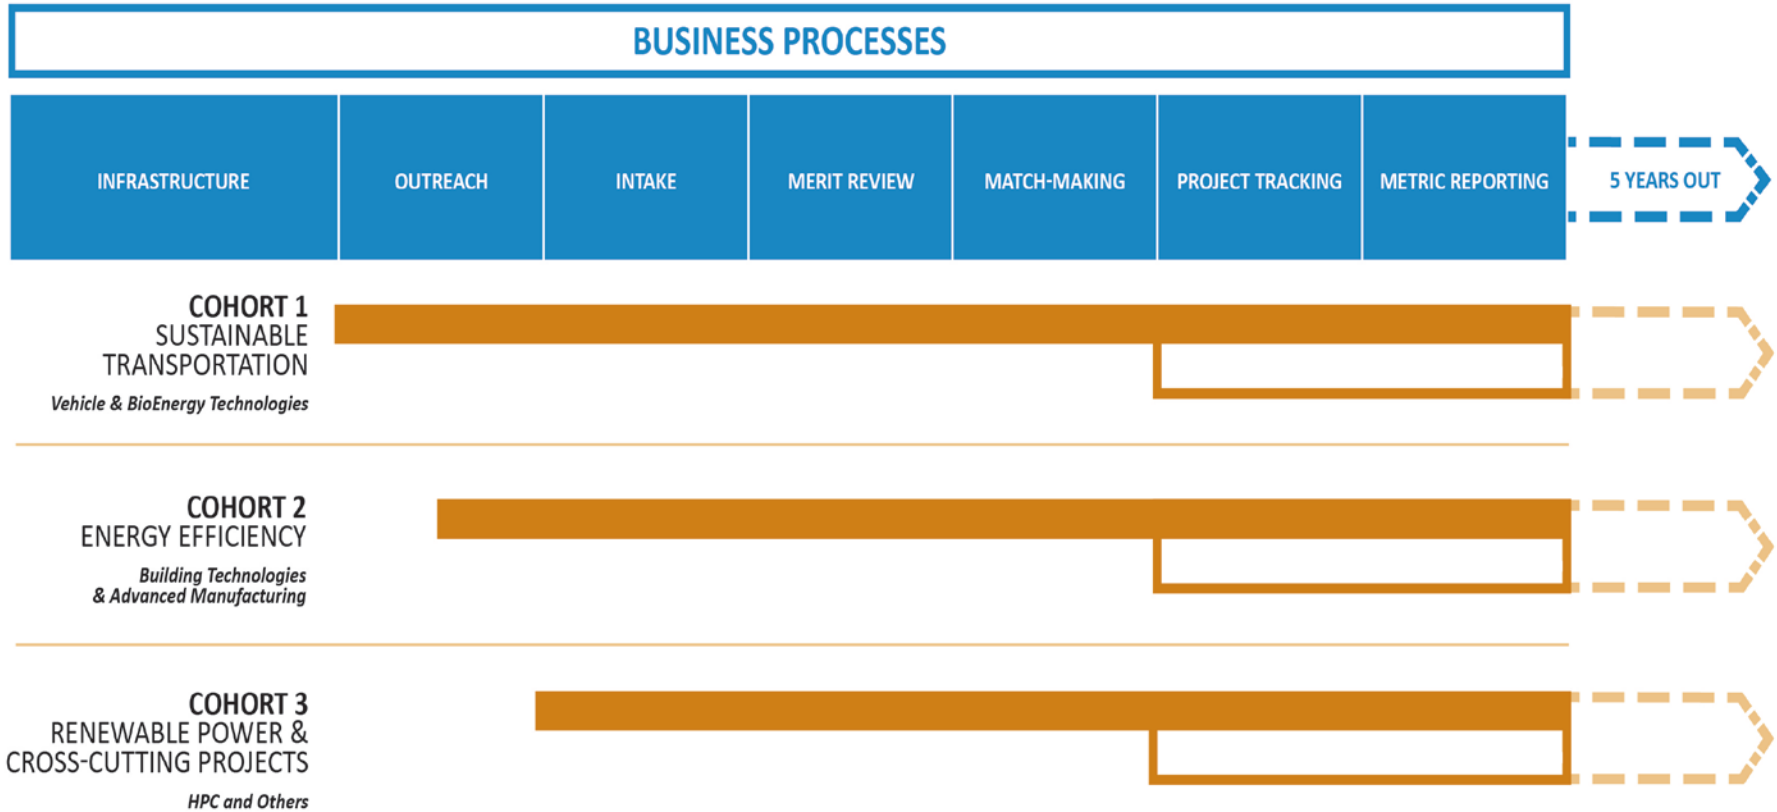 BUSINESS PROCESSES
INFRASTRUCTURE
OUTREACH
INTAKE
MERIT REVIEW
MATCH-MAKING
PROJECT TRACKING
METRIC REPORTING
5 YEARS OUT
COHORT 1
SUSTAINABLE
TRANSPORTATION
Vehicle & BioEnergy Technologies
COHORT 2
ENERGY EFFICIENCY
Building Technologies
& Advanced Manufacturing
COHORT 3
RENEWABLE POWER &
CROSS-CUTTING PROJECTS
HPC and Others